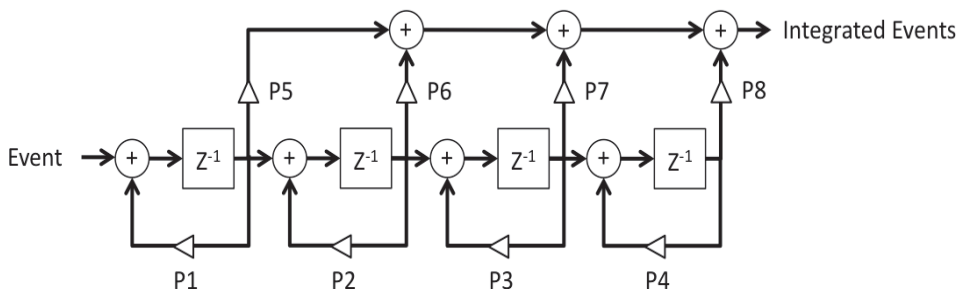 + + + Integrated Events
P5 P6 P7 P8
Event + Z⁻¹ + Z⁻¹ + Z⁻¹ + Z⁻¹
P1 P2 P3 P4